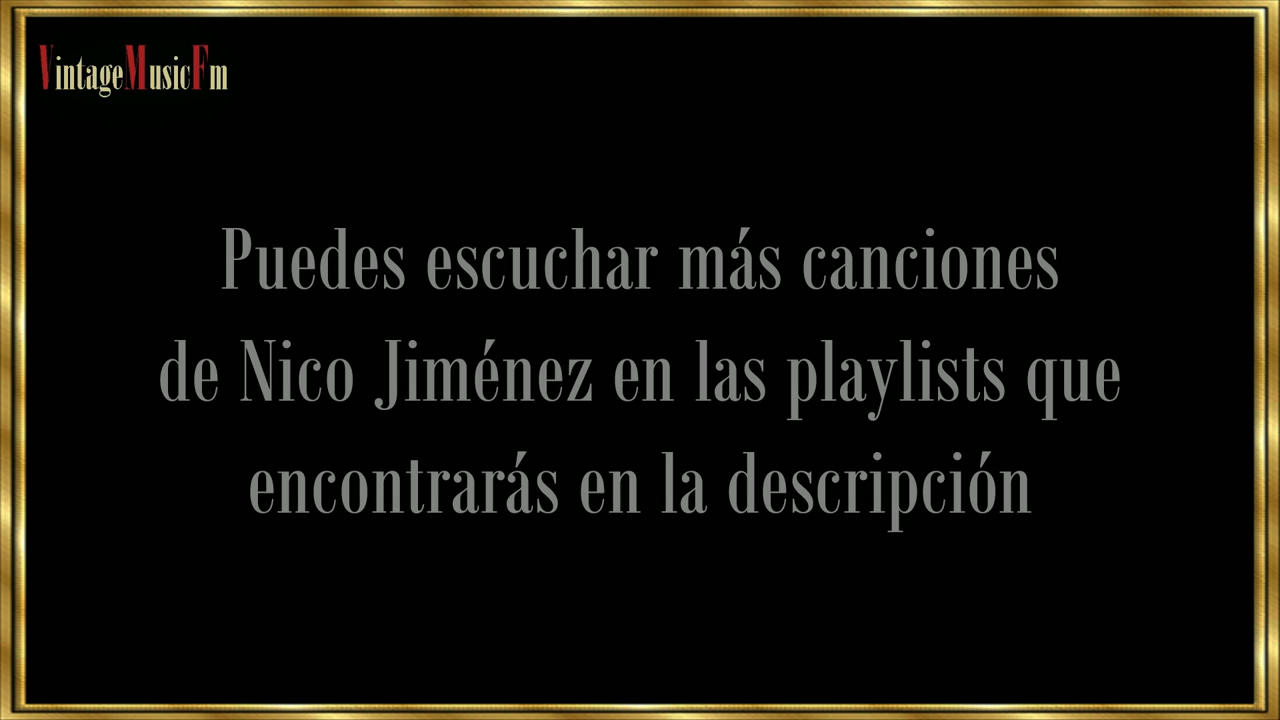 VintageMusicFm
Puedes escuchar más canciones
de Nico Jiménez en las playlists que
encontrarás en la descripción